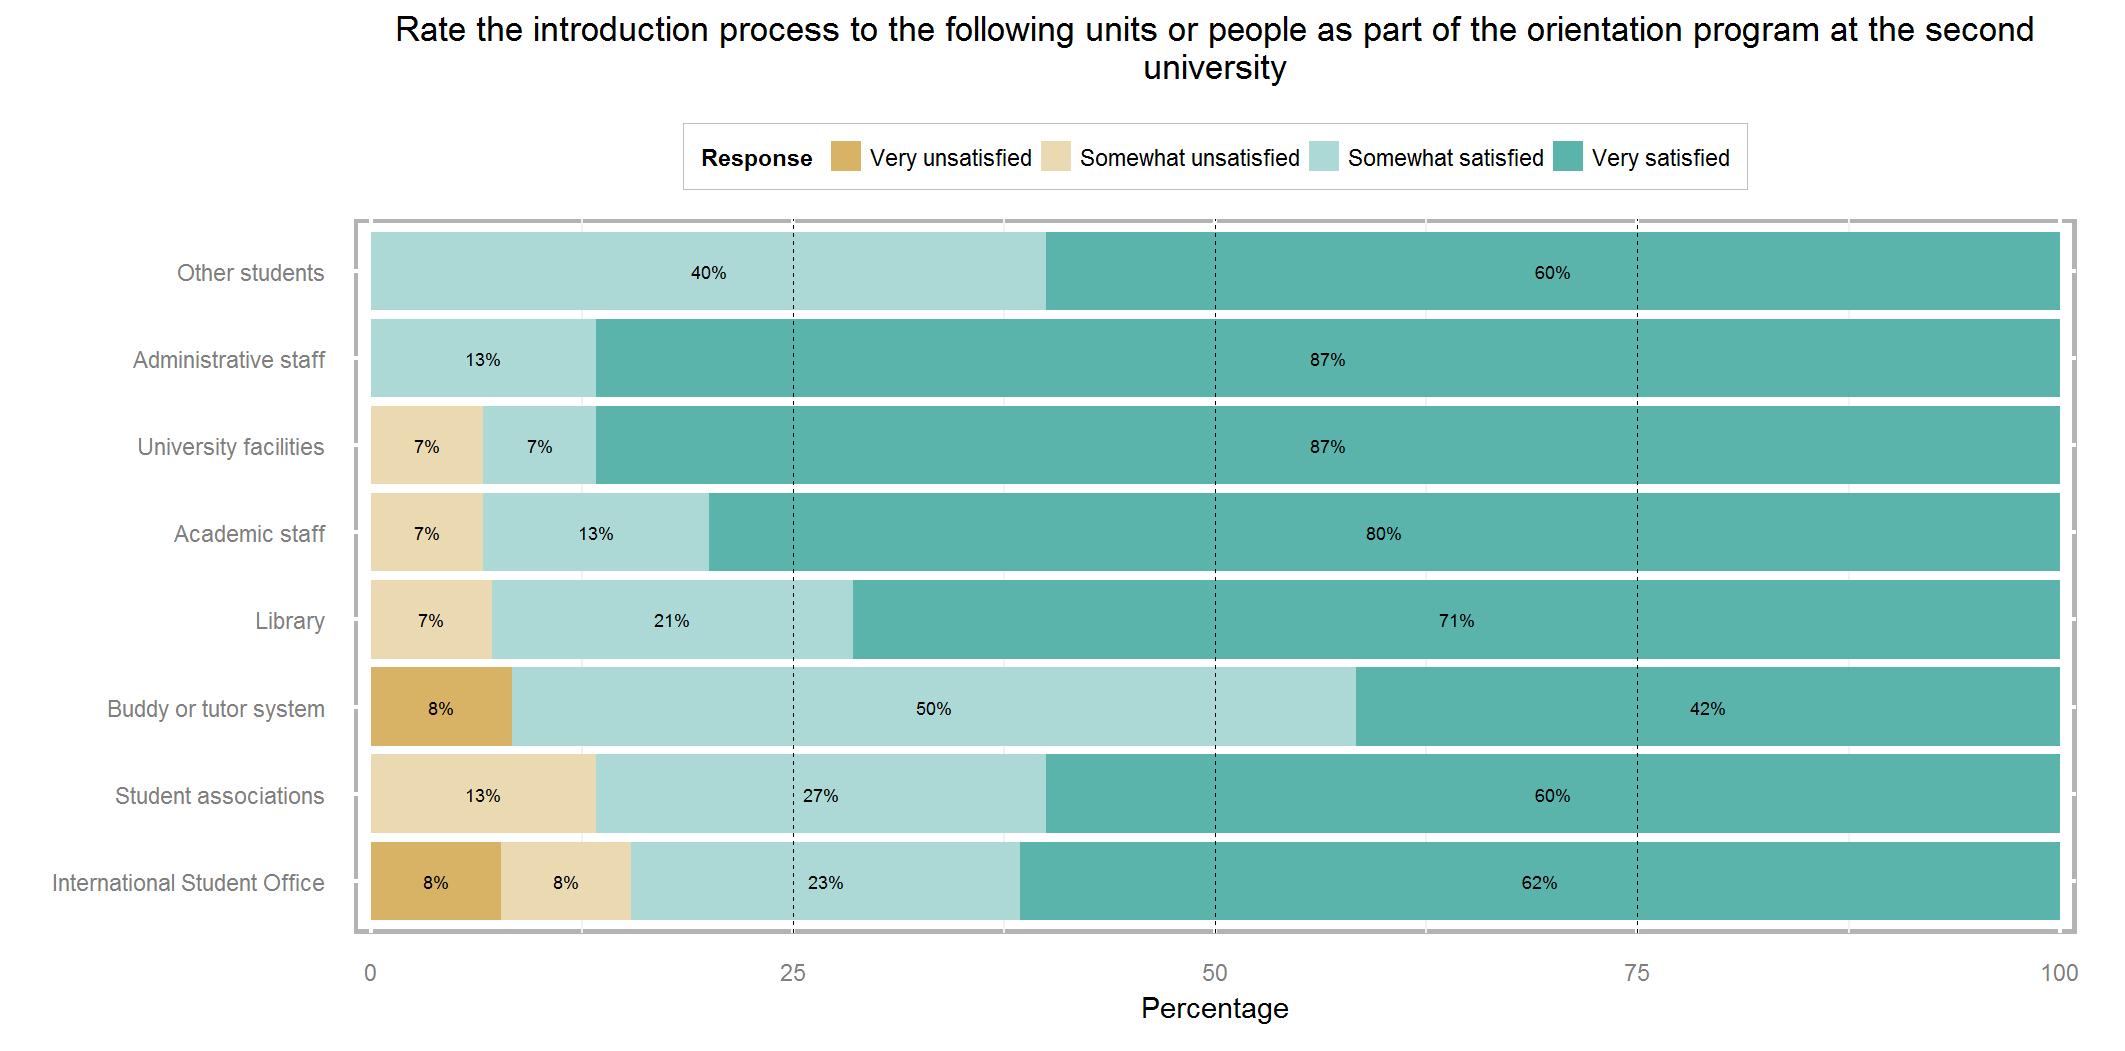 Rate the introduction process to the following units or people as part of the orientation program at the second
university
Response Very unsatisfied Somewhat unsatisfied Somewhat satisfied Very satisfied
Other students 40% 60%
Administrative staff 13% 87%
University facilities 7% 7% 87%
Academic staff 7% 13% 80%
Library 7% 21% 71%
Buddy or tutor system 8% 50% 42%
Student associations 13% 27% 60%
International Student Office 8% 8% 23% 62%
0 25 50 75 100
Percentage